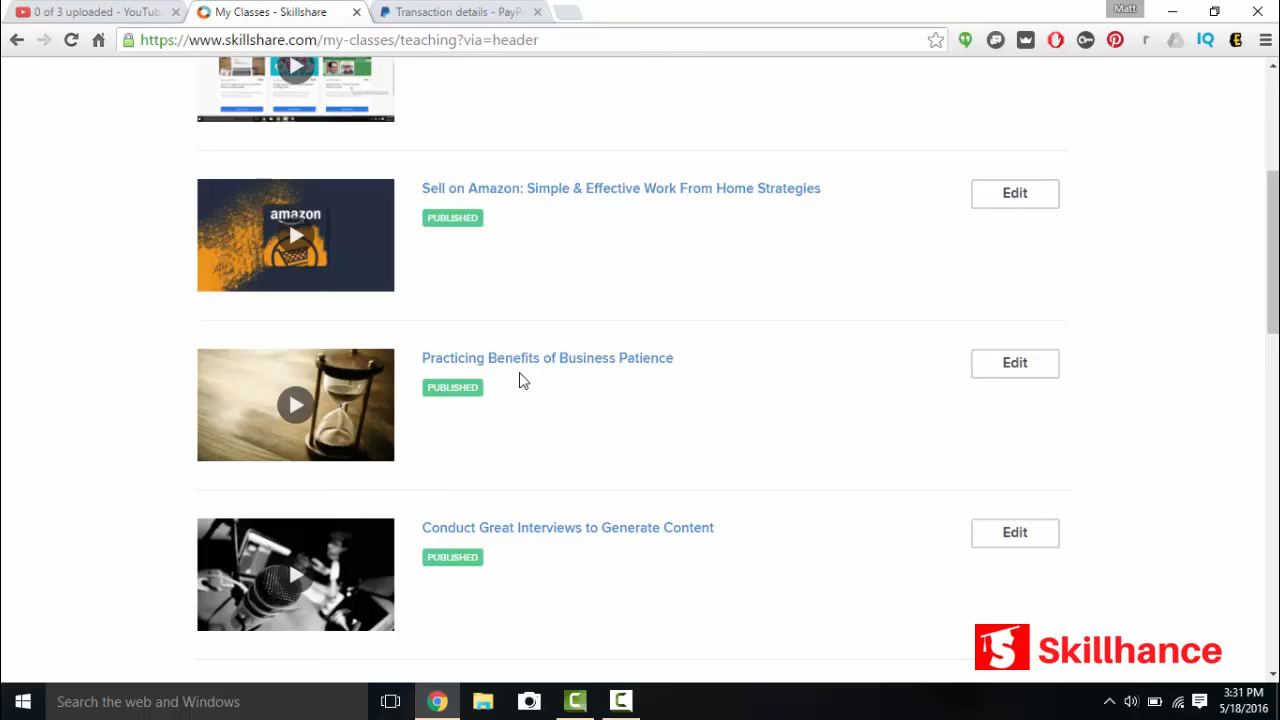 0 of 3 uploaded - YouTub
My Classes - Skillshare
Transaction details - PayP
Matt
https://www.skillshare.com/my-classes/teaching?via=header
Sell on Amazon: Simple & Effective Work From Home Strategies
Edit
PUBLISHED
amazon
Practicing Benefits of Business Patience
Edit
PUBLISHED
Conduct Great Interviews to Generate Content
Edit
PUBLISHED
Skillhance
Search the web and Windows
3:31 PM
5/18/2016